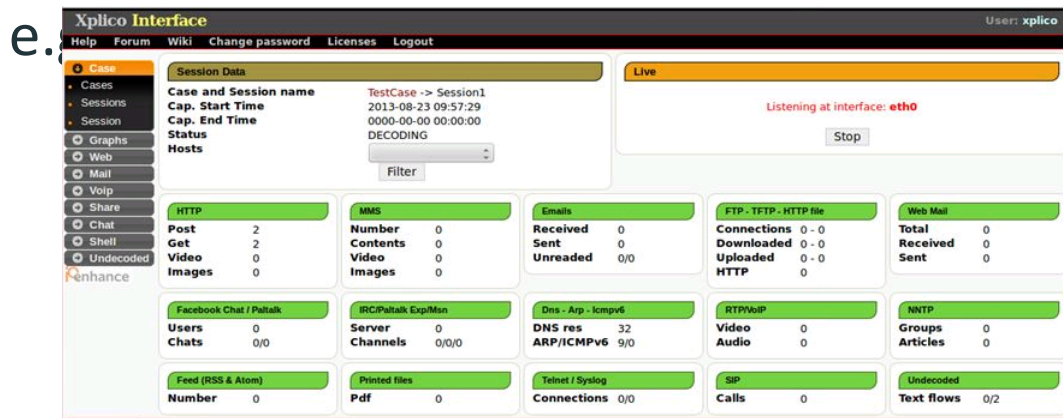 e.g
Xplico Interface
User: xplico
Help Forum Wiki Change password Licenses Logout
Case
Cases
Sessions
Session
Graphs
Web
Mail
Voip
Share
Chat
Shell
Undecoded
enhance
Session Data
Case and Session name TestCase -> Session1
Cap. Start Time 2013-08-23 09:57:29
Cap. End Time 0000-00-00 00:00:00
Status DECODING
Hosts
Filter
Live
Listening at interface: eth0
Stop
HTTP
Post 2
Get 2
Video 0
Images 0
MMS
Number 0
Contents 0
Video 0
Images 0
Emails
Received 0
Sent 0
Unreaded 0/0
FTP - TFTP - HTTP file
Connections 0 - 0
Downloaded 0 - 0
Uploaded 0 - 0
HTTP 0
Web Mail
Total 0
Received 0
Sent 0
Facebook Chat / Paltalk
Users 0
Chats 0/0
IRC/Paltalk Exp/Msn
Server 0
Channels 0/0/0
Dns - Arp - Icmpv6
DNS res 32
ARP/ICMPv6 9/0
RTP/VoIP
Video 0
Audio 0
NNTP
Groups 0
Articles 0
Feed (RSS & Atom)
Number 0
Printed files
Pdf 0
Telnet / Syslog
Connections 0/0
SIP
Calls 0
Undecoded
Text flows 0/2